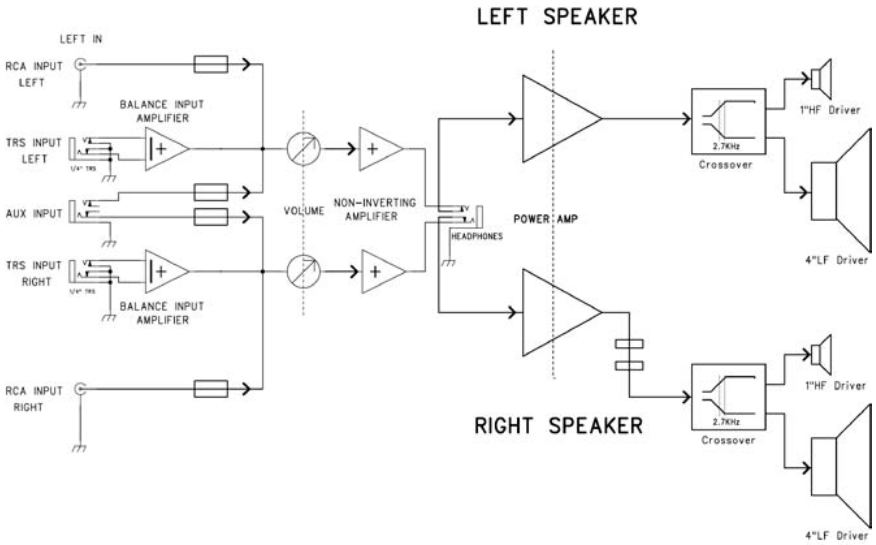 LEFT SPEAKER
LEFT IN
RCA INPUT
LEFT
BALANCE INPUT
AMPLIFIER
TRS INPUT
LEFT
1/4" TRS
AUX INPUT
VOLUME
NON-INVERTING
AMPLIFIER
HEADPHONES
POWER AMP
TRS INPUT
RIGHT
1/4" TRS
BALANCE INPUT
AMPLIFIER
RCA INPUT
RIGHT
2.7KHz
Crossover
1"HF Driver
4"LF Driver
RIGHT SPEAKER
2.7KHz
Crossover
1"HF Driver
4"LF Driver